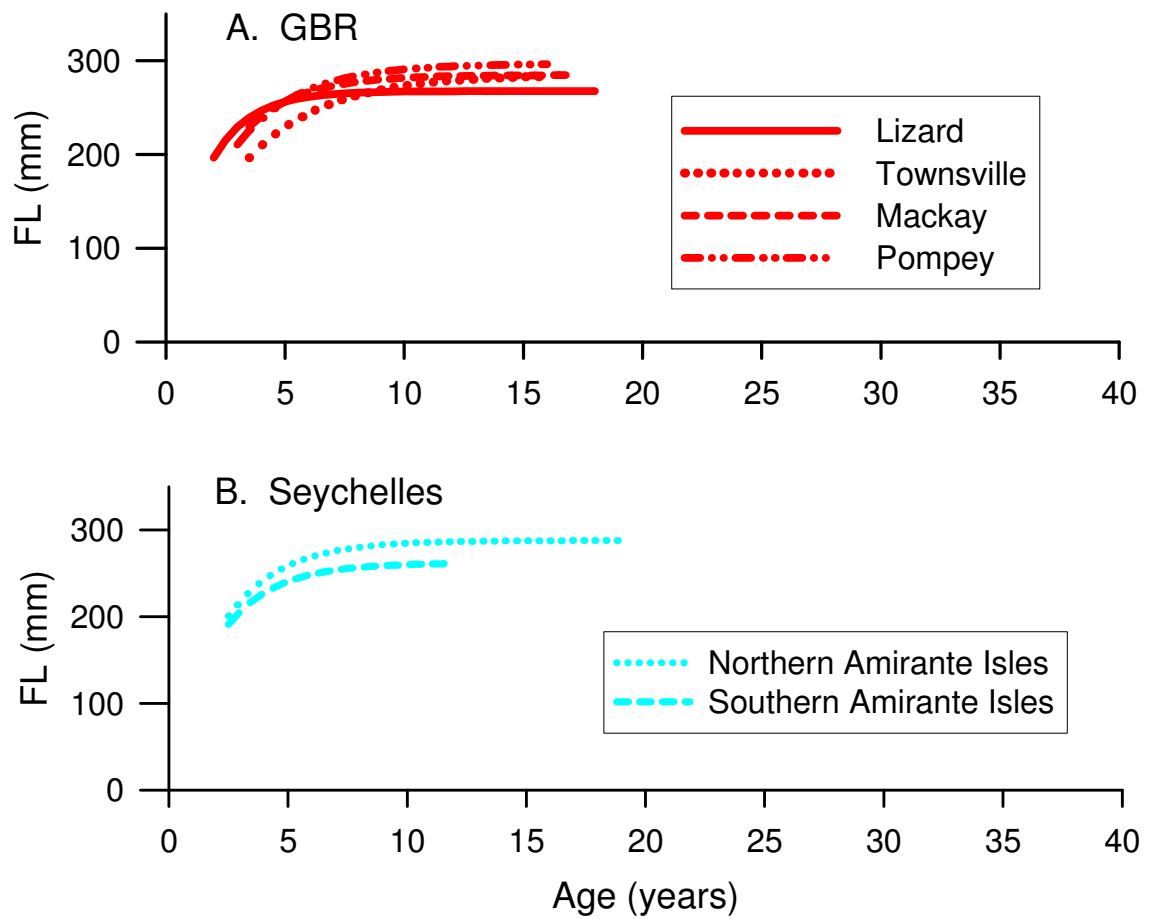 A. GBR
300
200
100
0
FL (mm)
Lizard
Townsville
Mackay
Pompey
0 5 10 15 20 25 30 35 40
B. Seychelles
300
200
100
0
FL (mm)
Northern Amirante Isles
Southern Amirante Isles
0 5 10 15 20 25 30 35 40
Age (years)